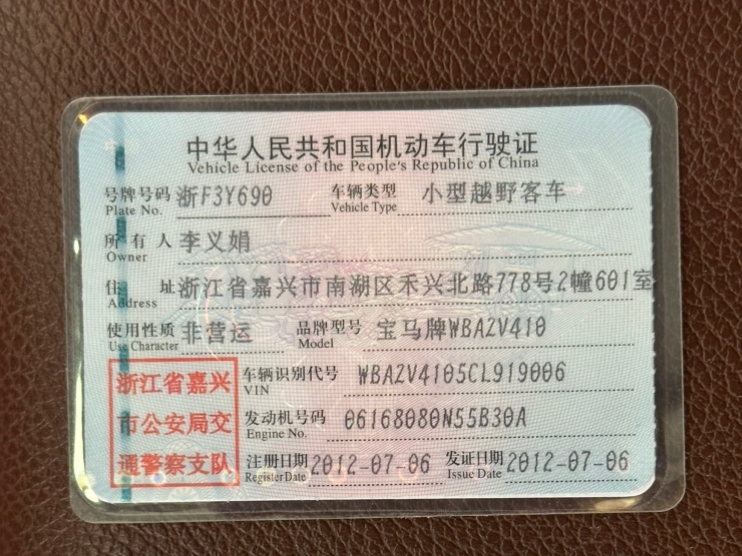 中华人民共和国机动车行驶证
Vehicle License of the People's Republic of China
号牌号码 浙F3Y690 车辆类型 小型越野客车
Plate No. Vehicle Type
所有人 李义娟
Owner
住址 浙江省嘉兴市南湖区禾兴北路778号2幢601室
Address
使用性质 非营运 品牌型号 宝马牌WBA2V410
Use Character Model
浙江省嘉兴 车辆识别代号 WBA2V4105CL919006
VIN
市公安局交 发动机号码 06168080N55B30A
Engine No.
通警察支队 注册日期 2012-07-06 发证日期 2012-07-06
Register Date Issue Date